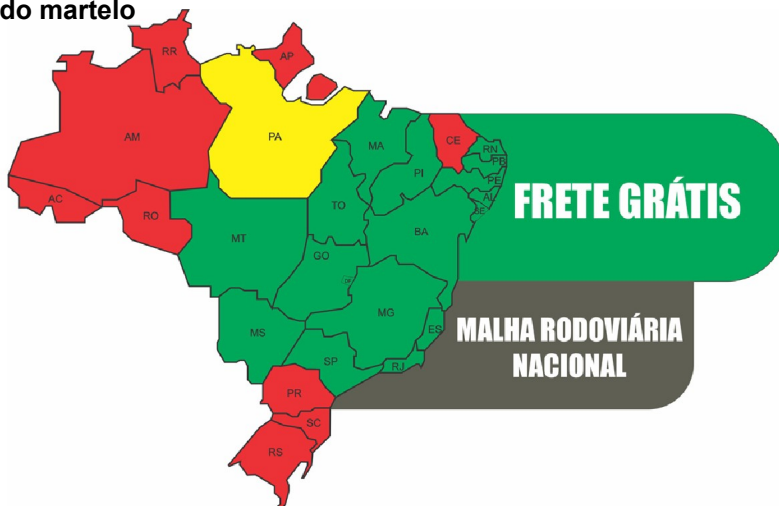 do martelo
RR
AP
AM
PA
MA
CE
RN
PB
PI
PE
AL
SE
AC
RO
TO
BA
FRETE GRÁTIS
MT
GO
DF
MG
ES
MS
MALHA RODOVIÁRIA
NACIONAL
SP
RJ
PR
SC
RS